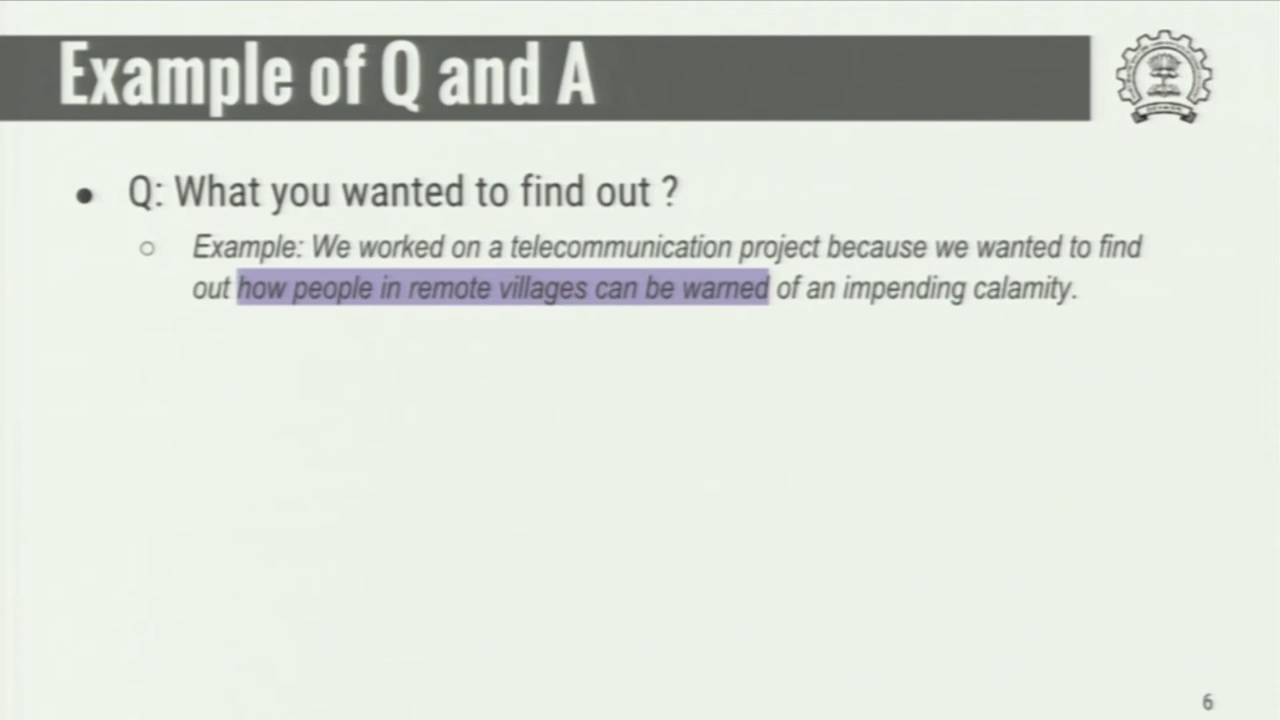 Example of Q and A
● Q: What you wanted to find out ?
○ Example: We worked on a telecommunication project because we wanted to find
out how people in remote villages can be warned of an impending calamity.
6